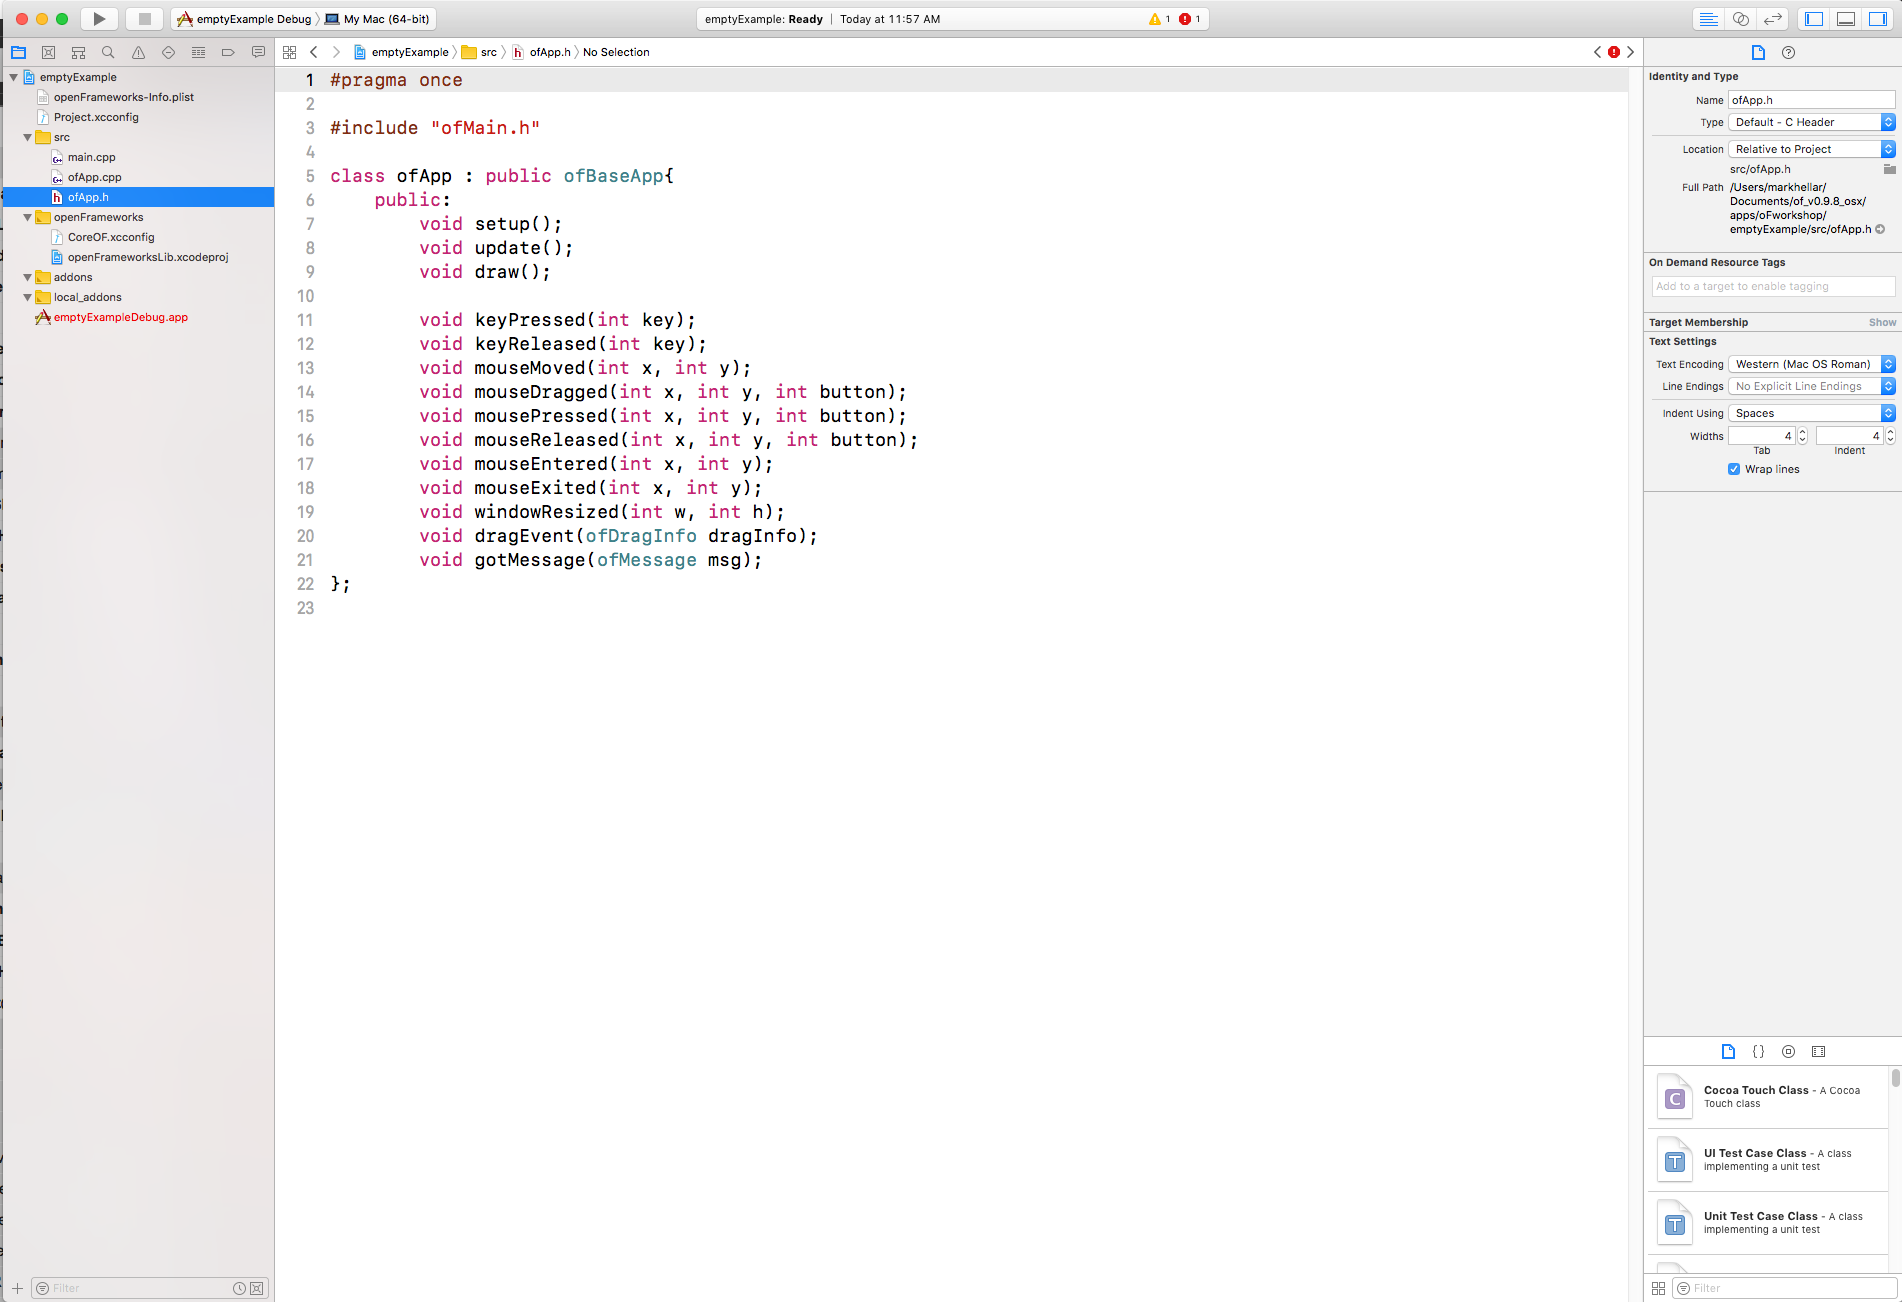 emptyExample Debug My Mac (64-bit)
emptyExample: Ready | Today at 11:57 AM 1 1
emptyExample src ofApp.h No Selection
emptyExample
openFrameworks-Info.plist
Project.xcconfig
src
main.cpp
ofApp.cpp
ofApp.h
openFrameworks
CoreOF.xcconfig
openFrameworksLib.xcodeproj
addons
local_addons
emptyExampleDebug.app
Filter
1 #pragma once
2
3 #include "ofMain.h"
4
5 class ofApp : public ofBaseApp{
6 public:
7 void setup();
8 void update();
9 void draw();
10
11 void keyPressed(int key);
12 void keyReleased(int key);
13 void mouseMoved(int x, int y);
14 void mouseDragged(int x, int y, int button);
15 void mousePressed(int x, int y, int button);
16 void mouseReleased(int x, int y, int button);
17 void mouseEntered(int x, int y);
18 void mouseExited(int x, int y);
19 void windowResized(int w, int h);
20 void dragEvent(ofDragInfo dragInfo);
21 void gotMessage(ofMessage msg);
22 };
23
Identity and Type
Name ofApp.h
Type Default - C Header
Location Relative to Project
src/ofApp.h
Full Path /Users/markhellar/
Documents/of_v0.9.8_osx/
apps/oFworkshop/
emptyExample/src/ofApp.h
On Demand Resource Tags
Add to a target to enable tagging
Target Membership Show
Text Settings
Text Encoding Western (Mac OS Roman)
Line Endings No Explicit Line Endings
Indent Using Spaces
Widths 4 4
Tab Indent
Wrap lines
{}
C
Cocoa Touch Class - A Cocoa
Touch class
T
UI Test Case Class - A class
implementing a unit test
T
Unit Test Case Class - A class
implementing a unit test
Filter